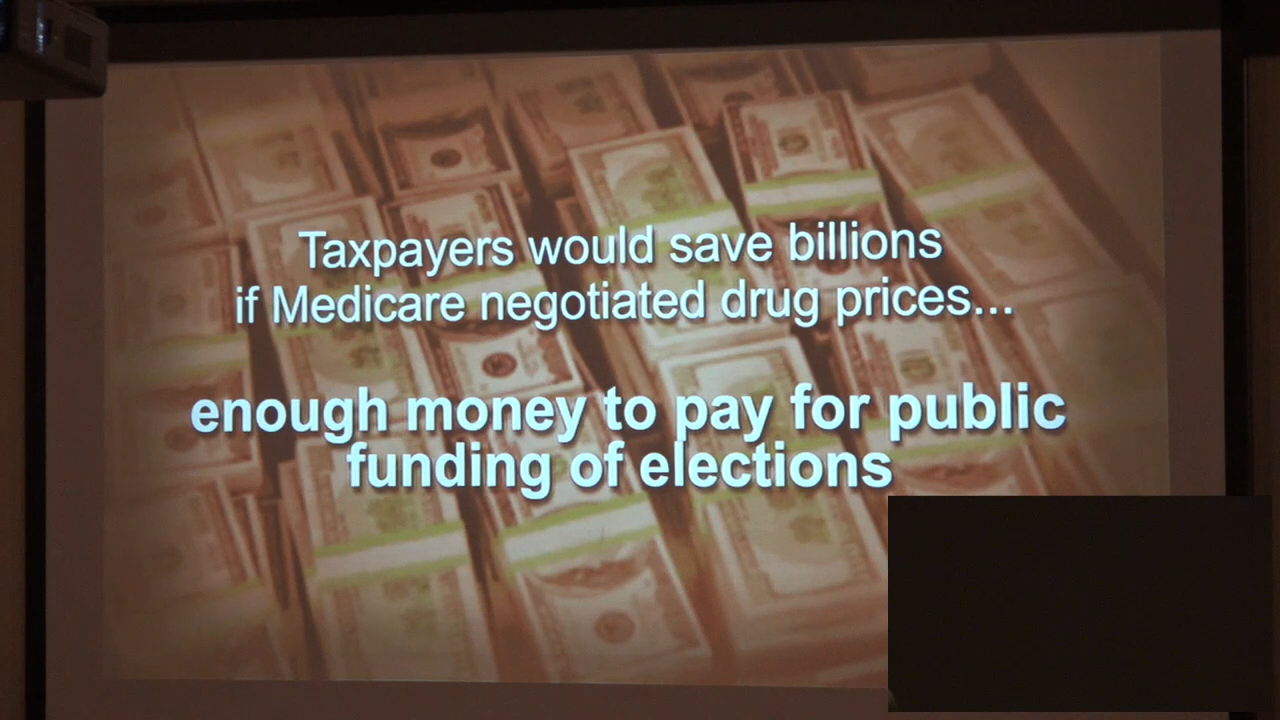 Taxpayers would save billions
if Medicare negotiated drug prices...
enough money to pay for public
funding of elections